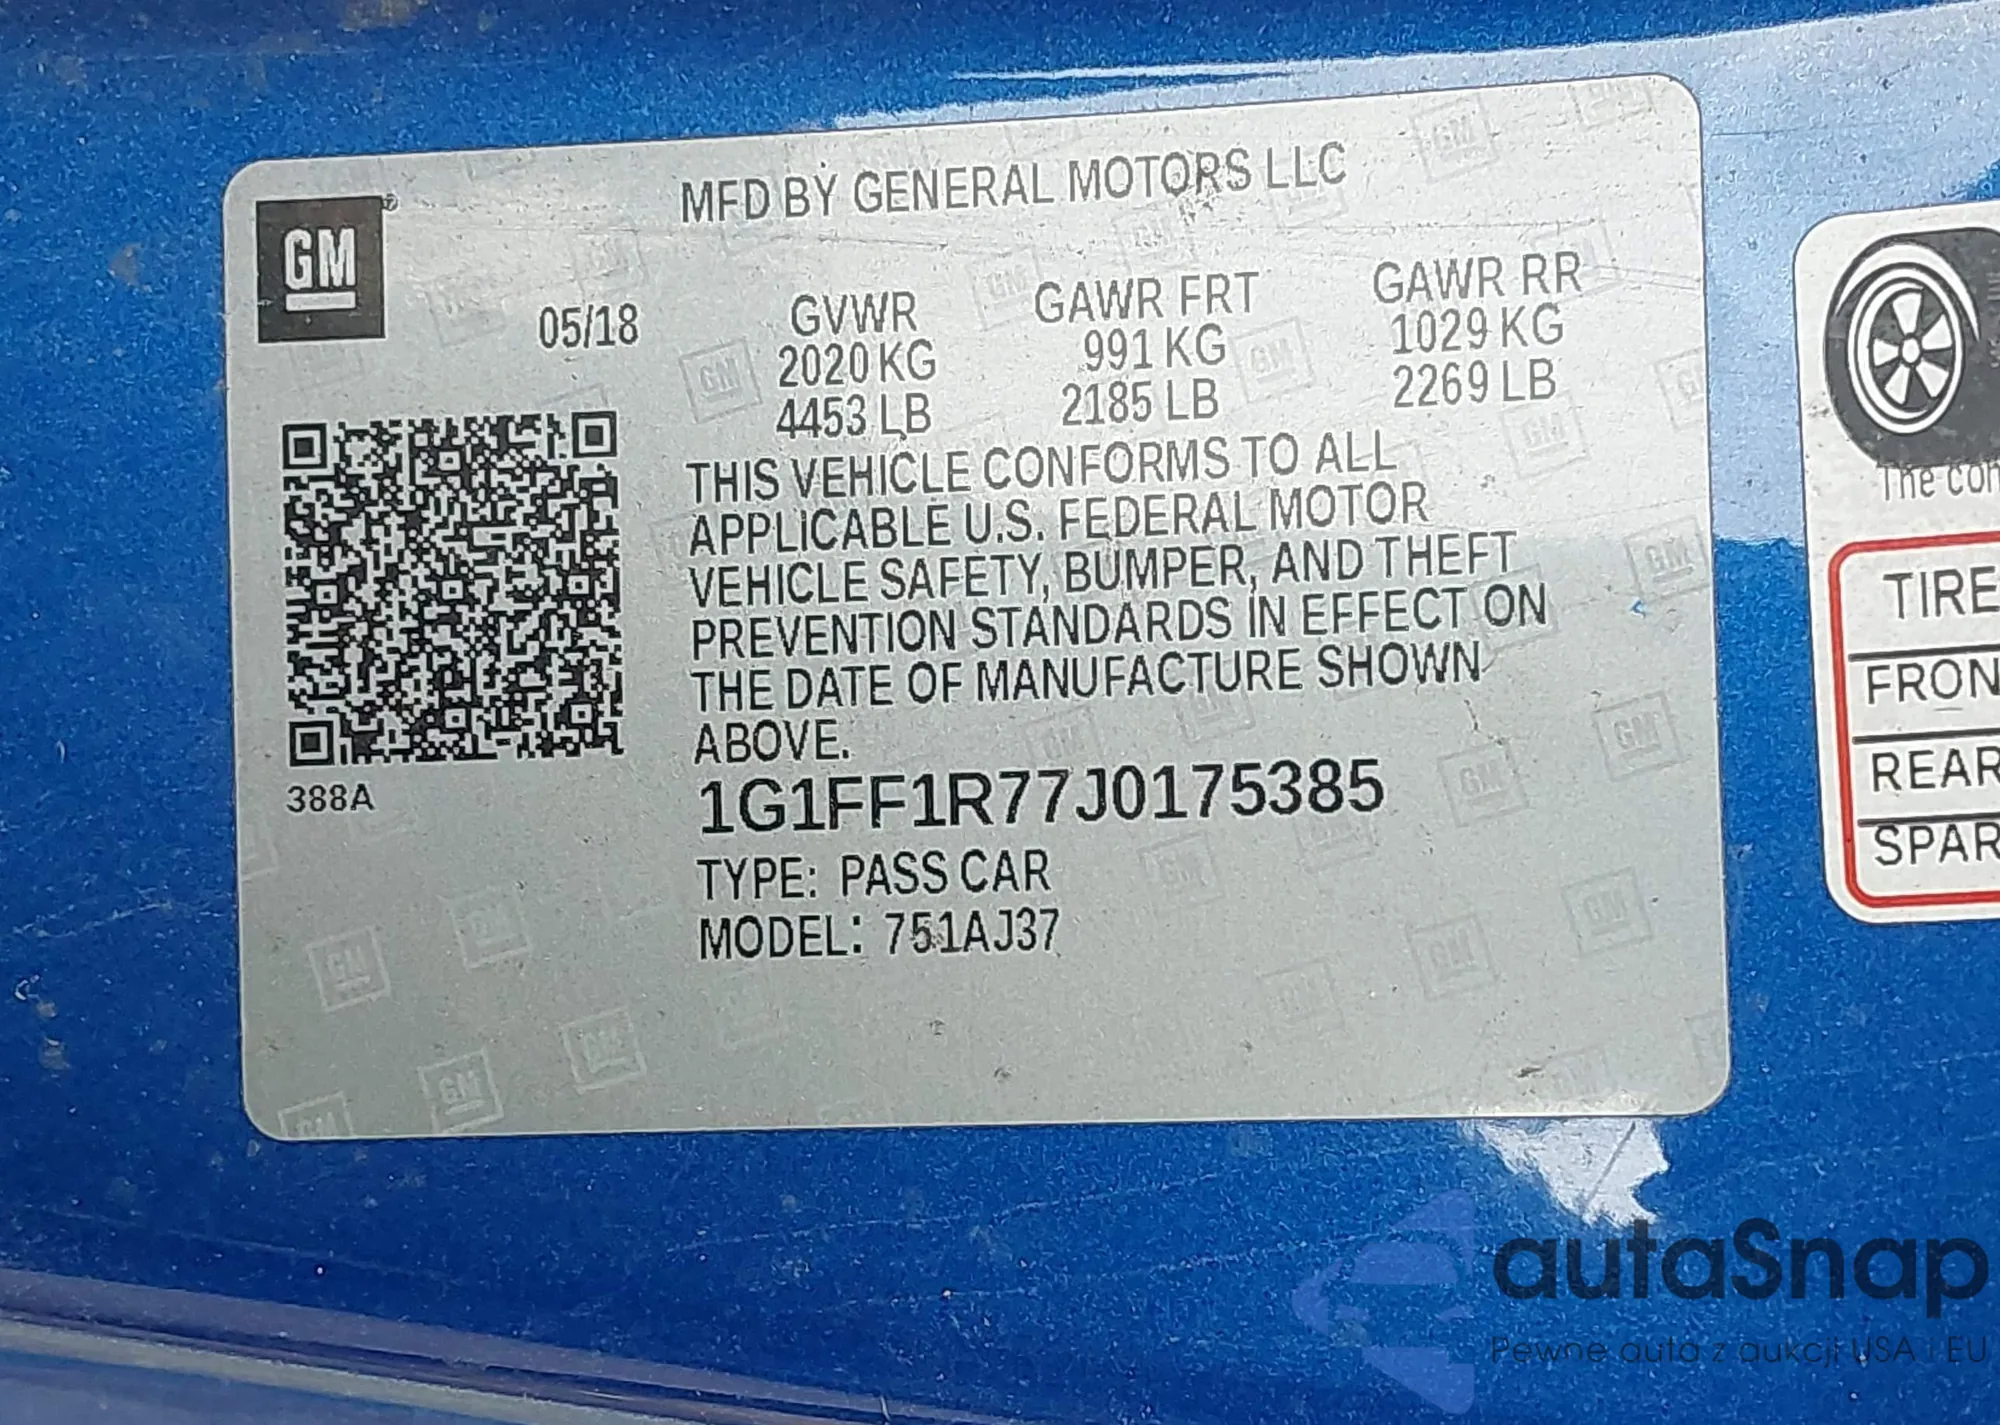 MFD BY GENERAL MOTORS LLC
GM
®
05/18
GVWR
2020 KG
4453 LB
GAWR FRT
991 KG
2185 LB
GAWR RR
1029 KG
2269 LB
THIS VEHICLE CONFORMS TO ALL
APPLICABLE U.S. FEDERAL MOTOR
VEHICLE SAFETY, BUMPER, AND THEFT
PREVENTION STANDARDS IN EFFECT ON
THE DATE OF MANUFACTURE SHOWN
ABOVE.
388A
1G1FF1R77J0175385
TYPE: PASS CAR
MODEL: 751AJ37
The con
TIRE
FRON
REAR
SPAR
autaSnap
Pewne auta z aukcji USA i EU